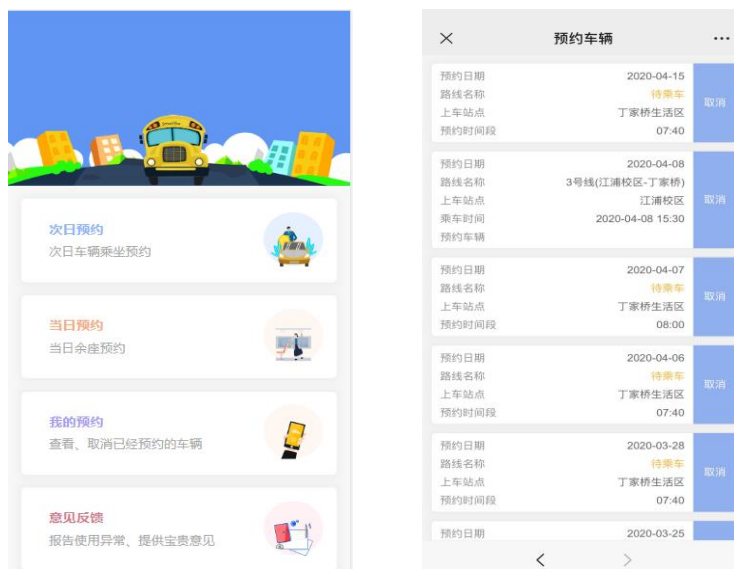 次日预约
次日车辆乘坐预约
当日预约
当日余座预约
我的预约
查看、取消已经预约的车辆
意见反馈
报告使用异常、提供宝贵意见
预约车辆
预约日期 2020-04-15
路线名称 待乘车
上车站点 丁家桥生活区
预约时间段 07:40
取消
预约日期 2020-04-08
路线名称 3号线(江浦校区-丁家桥)
上车站点 江浦校区
乘车时间 2020-04-08 15:30
预约车辆
取消
预约日期 2020-04-07
路线名称 待乘车
上车站点 丁家桥生活区
预约时间段 08:00
取消
预约日期 2020-04-06
路线名称 待乘车
上车站点 丁家桥生活区
预约时间段 07:40
取消
预约日期 2020-03-28
路线名称 待乘车
上车站点 丁家桥生活区
预约时间段 07:40
取消
预约日期 2020-03-25